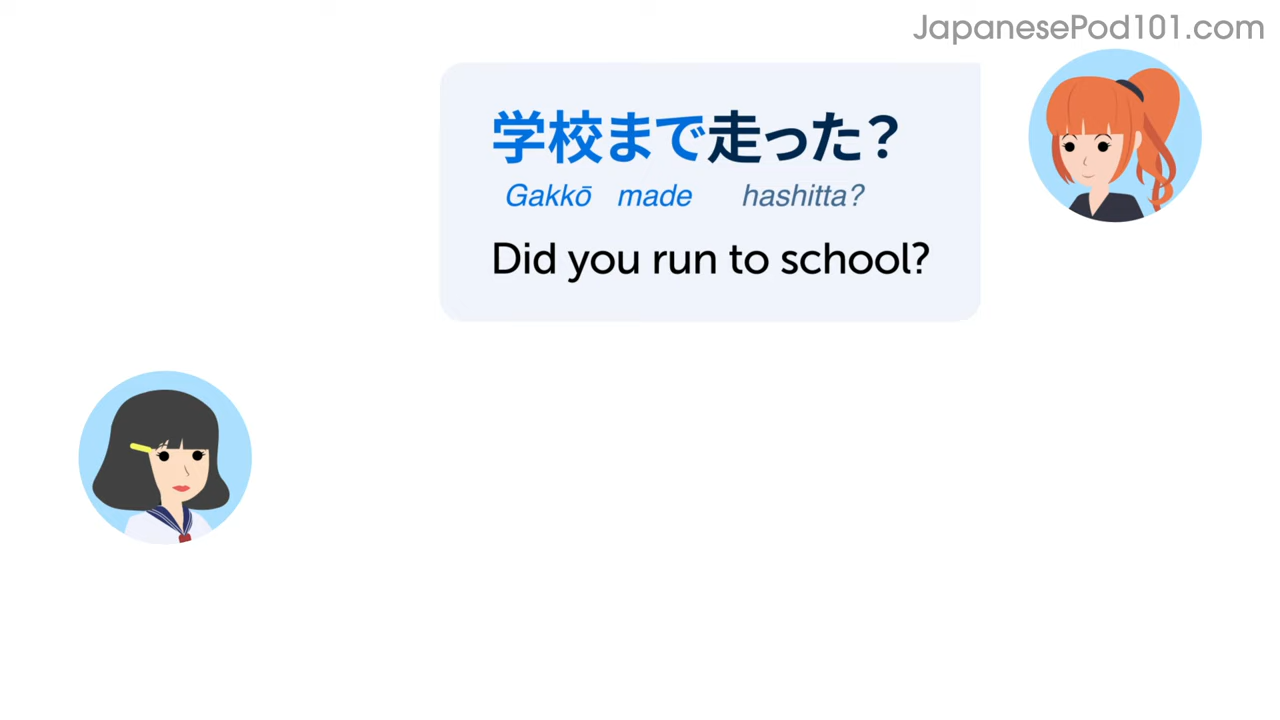 JapanesePod101.com
学校まで走った？
Gakkō made hashitta?
Did you run to school?